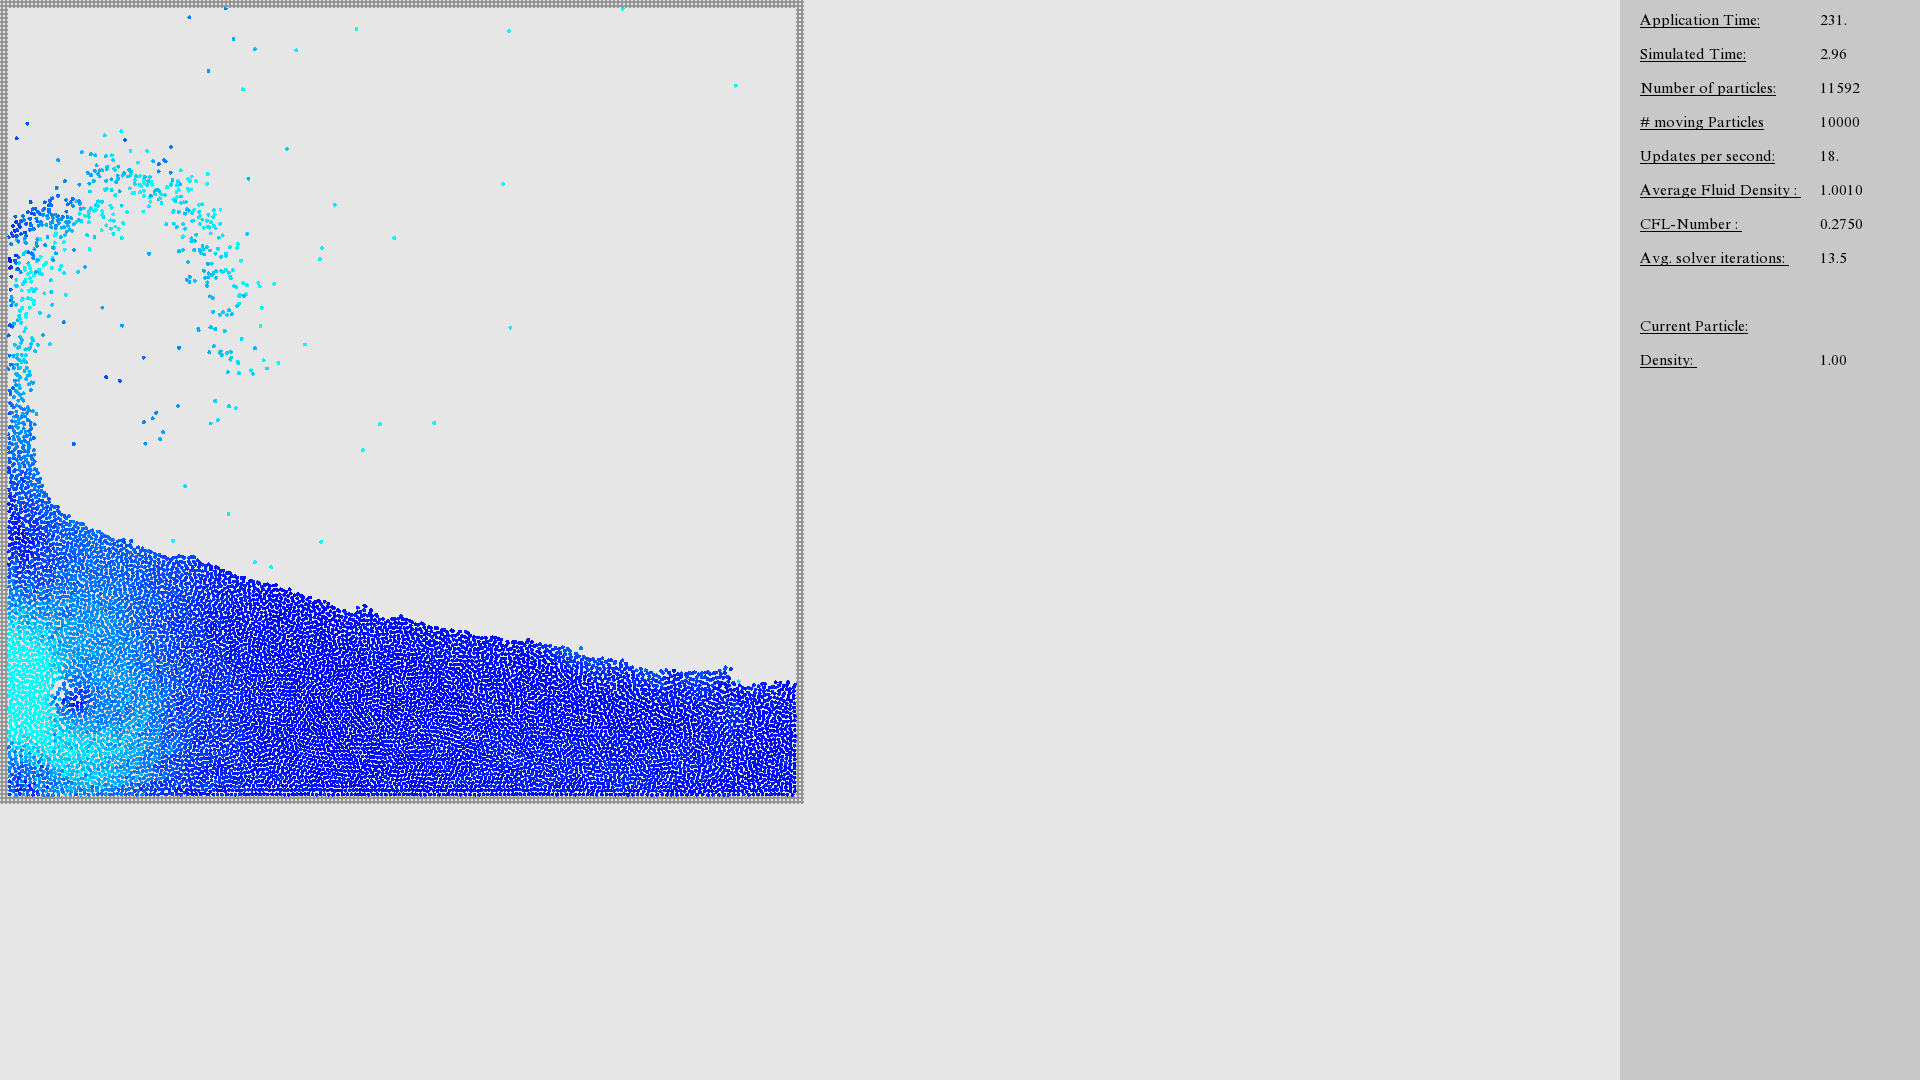 Application Time: 231.
Simulated Time: 2.96
Number of particles: 11592
# moving Particles 10000
Updates per second: 18.
Average Fluid Density : 1.0010
CFL-Number : 0.2750
Avg. solver iterations: 13.5
Current Particle:
Density: 1.00